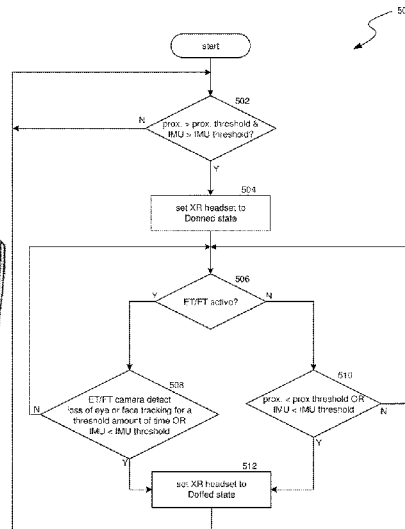 50
start
502
prox. > prox. threshold &
IMU > IMU threshold?
N
Y
504
set XR headset to
Donned state
506
ET/FT active?
Y
N
508
ET/FT camera detect
loss of eye or face tracking for a
threshold amount of time OR
IMU < IMU threshold
N
Y
510
prox. < prox threshold OR
IMU < IMU threshold
N
Y
512
set XR headset to
Doffed state